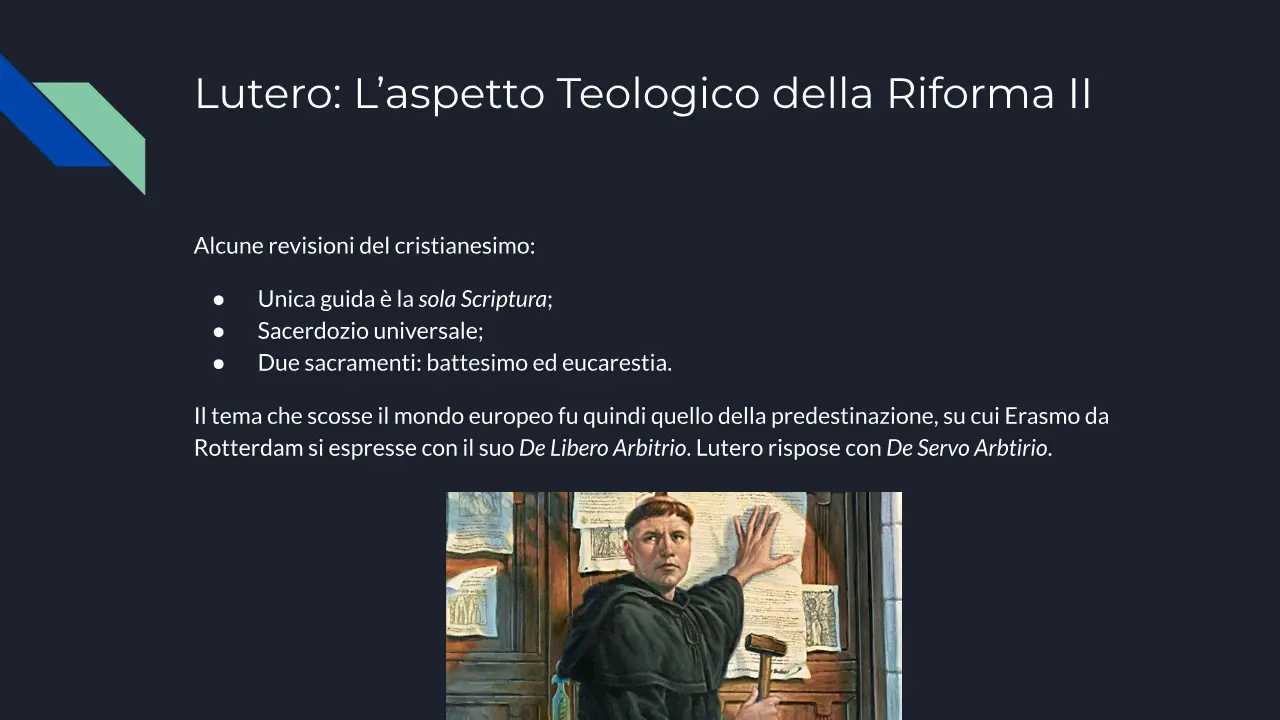 Lutero: L’aspetto Teologico della Riforma II
Alcune revisioni del cristianesimo:
● Unica guida è la sola Scriptura;
● Sacerdozio universale;
● Due sacramenti: battesimo ed eucarestia.
Il tema che scosse il mondo europeo fu quindi quello della predestinazione, su cui Erasmo da
Rotterdam si espresse con il suo De Libero Arbitrio. Lutero rispose con De Servo Arbtirio.